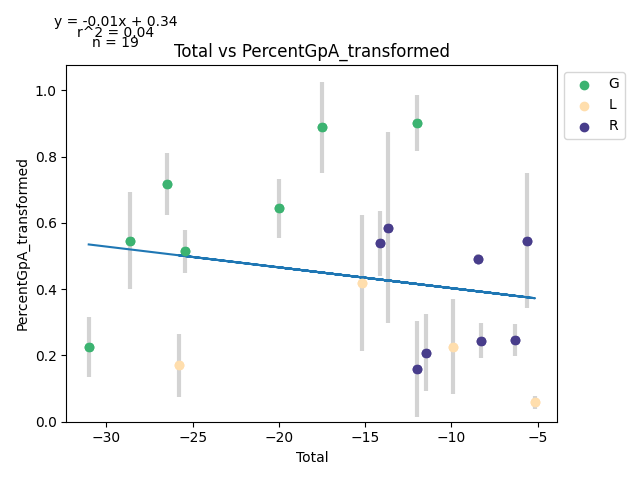 y = -0.01x + 0.34
r^2 = 0.04
n = 19
Total vs PercentGpA_transformed
G
L
R
PercentGpA_transformed
1.0
0.8
0.6
0.4
0.2
0.0
−30
−25
−20
−15
−10
−5
Total